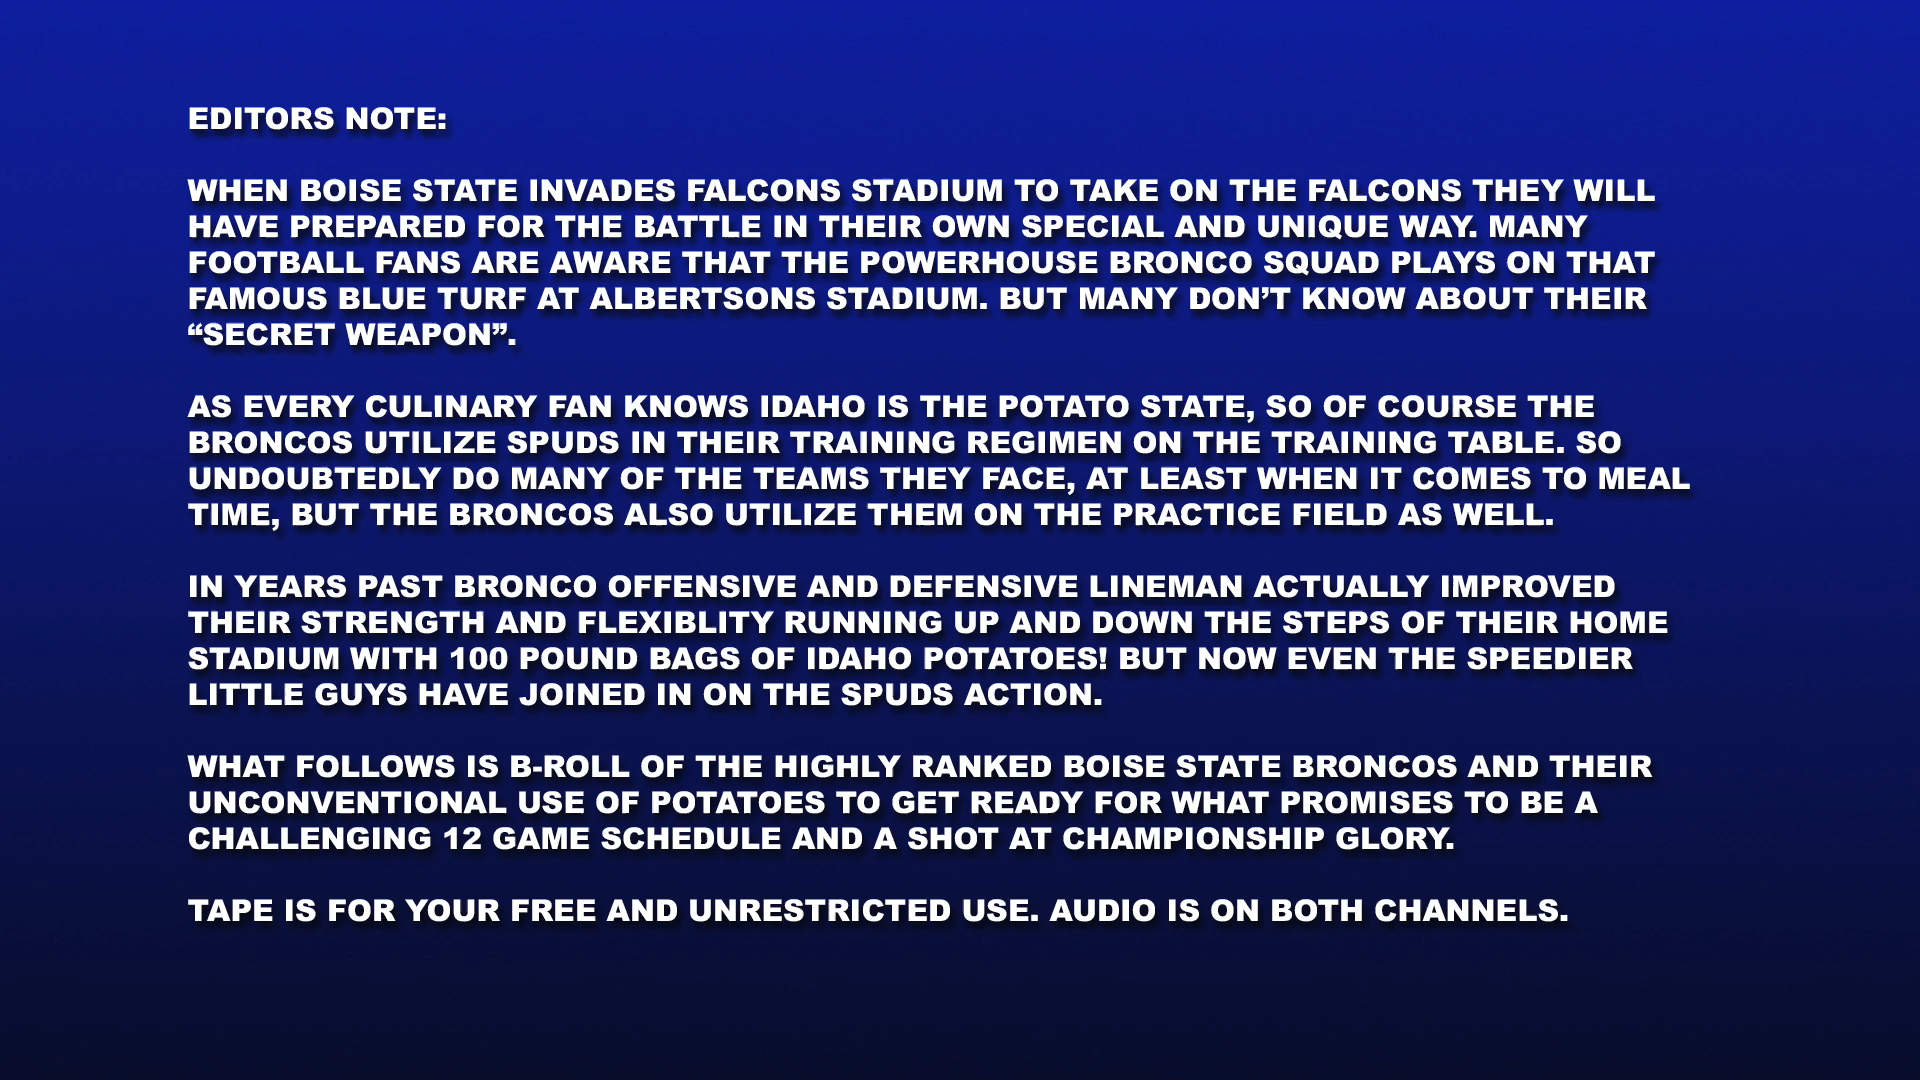 EDITORS NOTE:
WHEN BOISE STATE INVADES FALCONS STADIUM TO TAKE ON THE FALCONS THEY WILL
HAVE PREPARED FOR THE BATTLE IN THEIR OWN SPECIAL AND UNIQUE WAY. MANY
FOOTBALL FANS ARE AWARE THAT THE POWERHOUSE BRONCO SQUAD PLAYS ON THAT
FAMOUS BLUE TURF AT ALBERTSONS STADIUM. BUT MANY DON’T KNOW ABOUT THEIR
“SECRET WEAPON”.
AS EVERY CULINARY FAN KNOWS IDAHO IS THE POTATO STATE, SO OF COURSE THE
BRONCOS UTILIZE SPUDS IN THEIR TRAINING REGIMEN ON THE TRAINING TABLE. SO
UNDOUBTEDLY DO MANY OF THE TEAMS THEY FACE, AT LEAST WHEN IT COMES TO MEAL
TIME, BUT THE BRONCOS ALSO UTILIZE THEM ON THE PRACTICE FIELD AS WELL.
IN YEARS PAST BRONCO OFFENSIVE AND DEFENSIVE LINEMAN ACTUALLY IMPROVED
THEIR STRENGTH AND FLEXIBLITY RUNNING UP AND DOWN THE STEPS OF THEIR HOME
STADIUM WITH 100 POUND BAGS OF IDAHO POTATOES! BUT NOW EVEN THE SPEEDIER
LITTLE GUYS HAVE JOINED IN ON THE SPUDS ACTION.
WHAT FOLLOWS IS B-ROLL OF THE HIGHLY RANKED BOISE STATE BRONCOS AND THEIR
UNCONVENTIONAL USE OF POTATOES TO GET READY FOR WHAT PROMISES TO BE A
CHALLENGING 12 GAME SCHEDULE AND A SHOT AT CHAMPIONSHIP GLORY.
TAPE IS FOR YOUR FREE AND UNRESTRICTED USE. AUDIO IS ON BOTH CHANNELS.